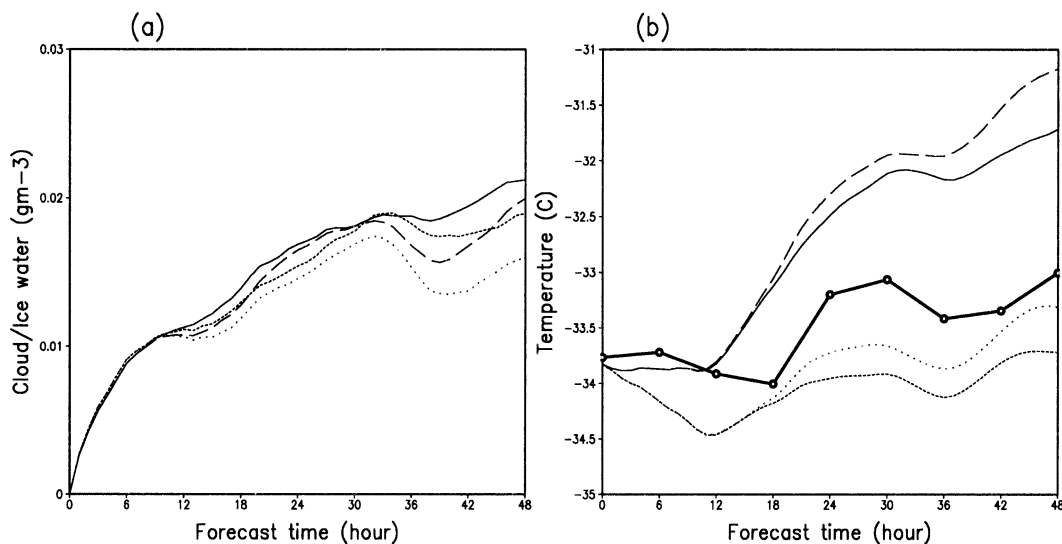 (a)
0.03
0.02
0.01
0
0 6 12 18 24 30 36 42 48
Cloud/Ice water (gm-3)
Forecast time (hour)
(b)
-31
-31.5
-32
-32.5
-33
-33.5
-34
-34.5
-35
0 6 12 18 24 30 36 42 48
Temperature (C)
Forecast time (hour)